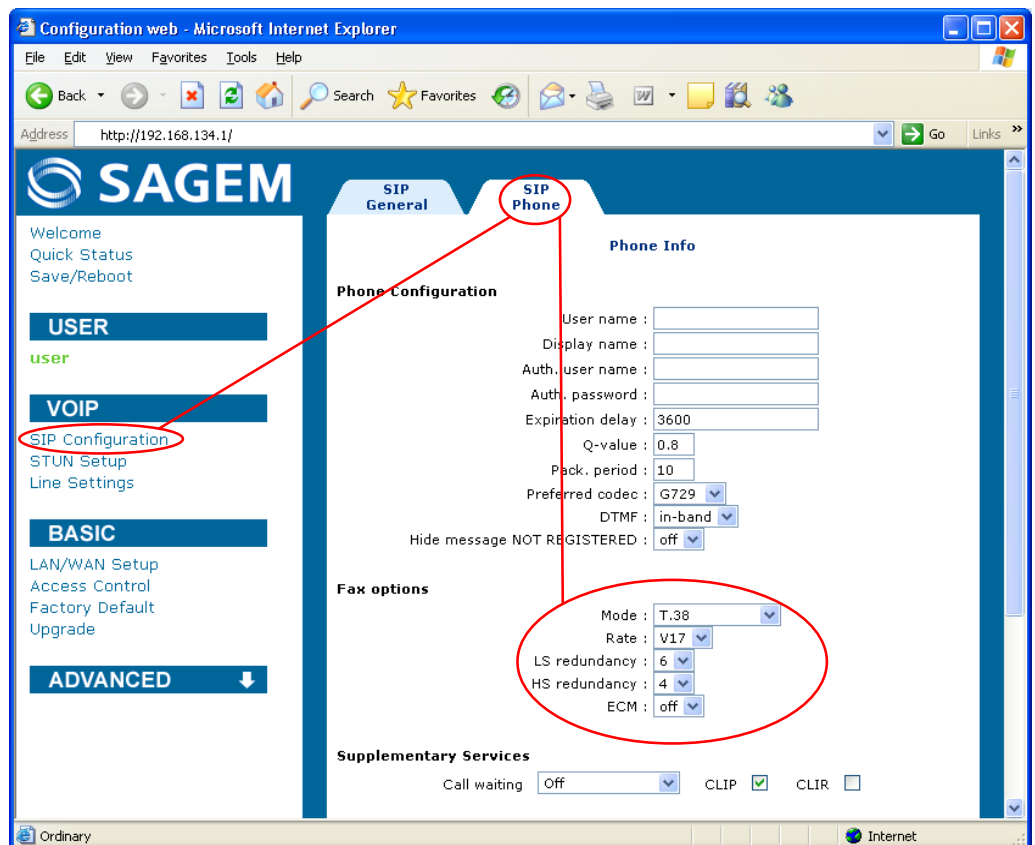 Configuration web - Microsoft Internet Explorer
File Edit View Favorites Tools Help
Back Search Favorites
Address http://192.168.134.1/ Go Links »
SAGEM
SIP General
SIP Phone
Welcome
Quick Status
Save/Reboot
USER
user
VOIP
SIP Configuration
STUN Setup
Line Settings
BASIC
LAN/WAN Setup
Access Control
Factory Default
Upgrade
ADVANCED
Phone Info
Phone Configuration
User name :
Display name :
Auth. user name :
Auth. password :
Expiration delay : 3600
Q-value : 0.8
Pack. period : 10
Preferred codec : G729
DTMF : in-band
Hide message NOT REGISTERED : off
Fax options
Mode : T.38
Rate : V17
LS redundancy : 6
HS redundancy : 4
ECM : off
Supplementary Services
Call waiting Off CLIP CLIR
Ordinary Internet